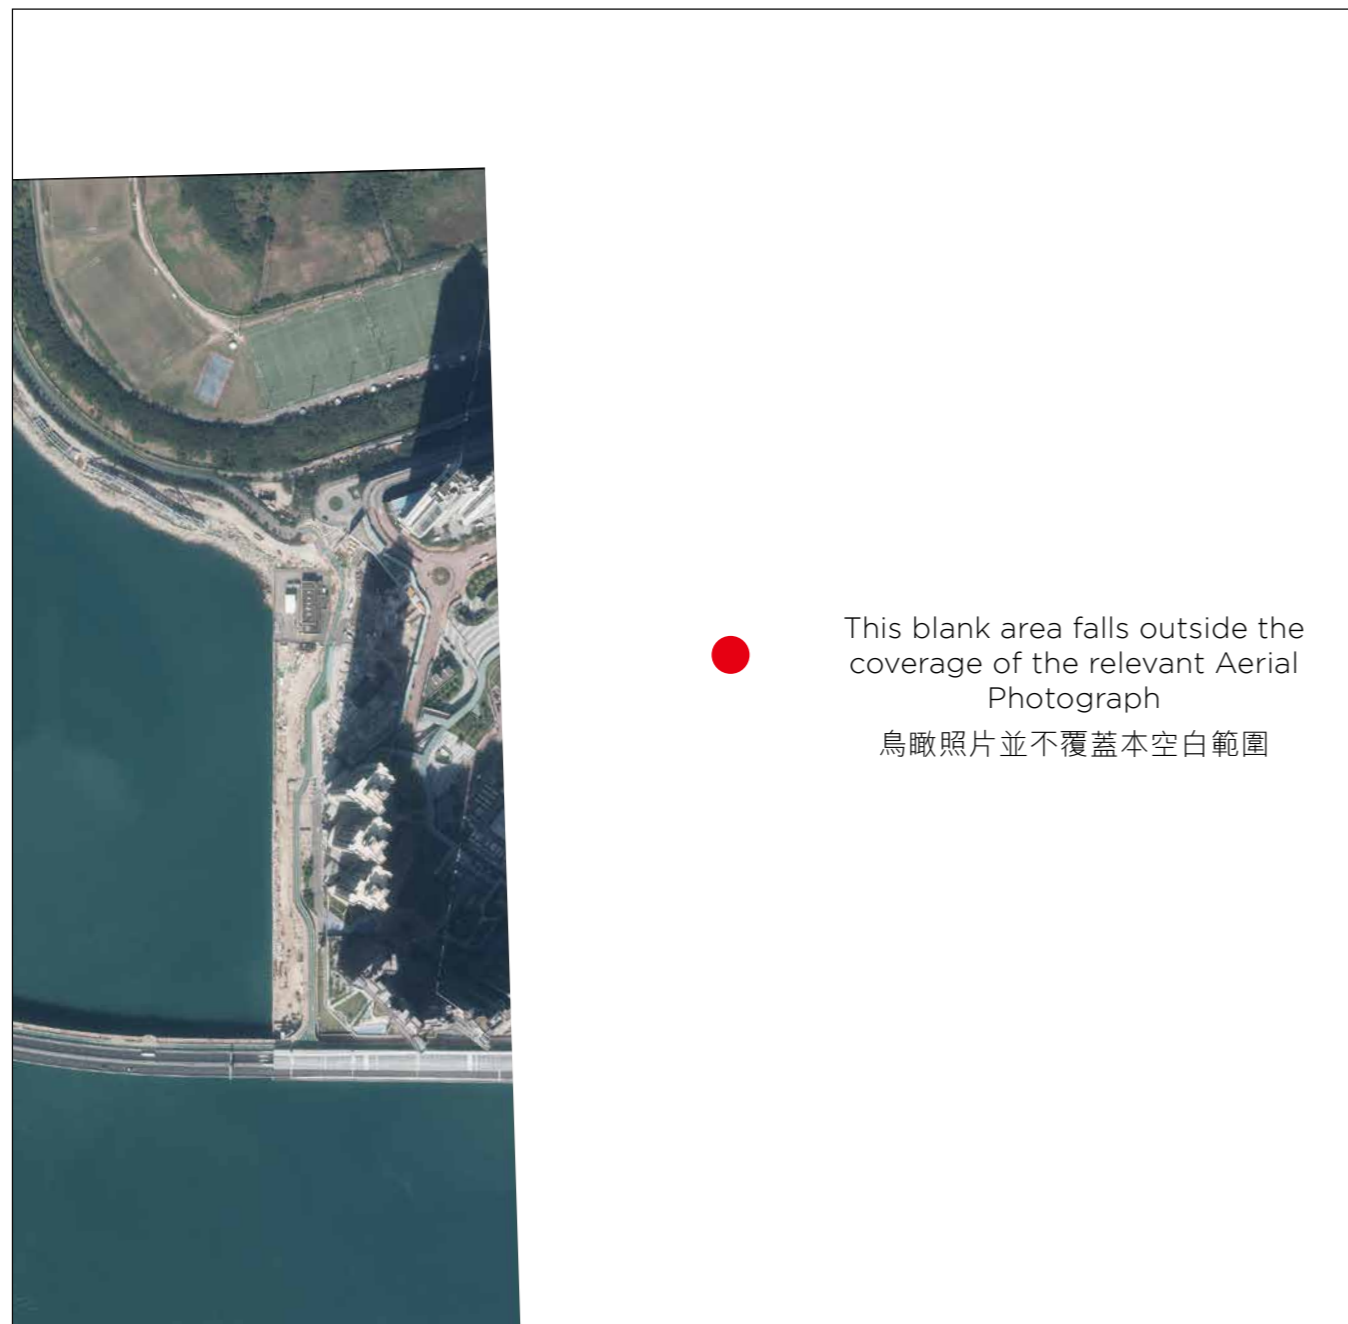 This blank area falls outside the
coverage of the relevant Aerial
Photograph
鳥瞰照片並不覆蓋本空白範圍